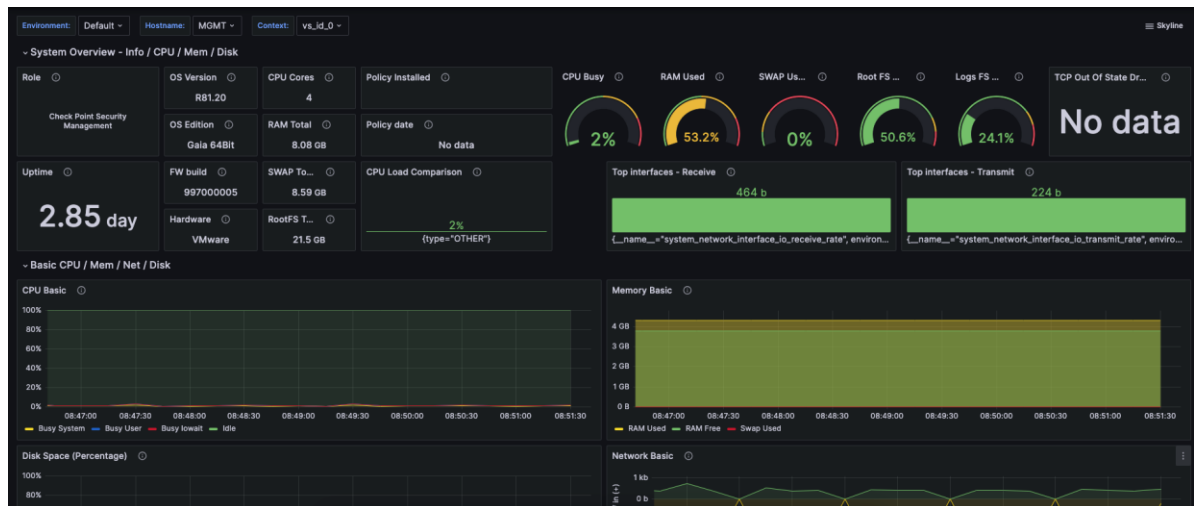 Environment: Default Hostname: MGMT Context: vs_id_0 Skyline
System Overview - Info / CPU / Mem / Disk
Role
Check Point Security
Management
OS Version
R81.20
CPU Cores
4
Policy Installed
OS Edition
Gaia 64Bit
RAM Total
8.08 GB
Policy date
No data
CPU Busy
2%
RAM Used
53.2%
SWAP Us...
0%
Root FS ...
50.6%
Logs FS ...
24.1%
TCP Out Of State Dr...
No data
Uptime
2.85 day
FW build
997000005
SWAP To...
8.59 GB
Hardware
VMware
RootFS T...
21.5 GB
CPU Load Comparison
2%
{type="OTHER"}
Top interfaces - Receive
464 b
{__name__="system_network_interface_io_receive_rate", environ...
Top interfaces - Transmit
224 b
{__name__="system_network_interface_io_transmit_rate", enviro...
Basic CPU / Mem / Net / Disk
CPU Basic
100%
80%
60%
40%
20%
0%
08:47:00 08:47:30 08:48:00 08:48:30 08:49:00 08:49:30 08:50:00 08:50:30 08:51:00 08:51:30
Busy System Busy User Busy Iowait Idle
Memory Basic
4 GB
3 GB
2 GB
1 GB
0 B
08:47:00 08:47:30 08:48:00 08:48:30 08:49:00 08:49:30 08:50:00 08:50:30 08:51:00 08:51:30
RAM Used RAM Free Swap Used
Disk Space (Percentage)
100%
80%
Network Basic
1 kb
0 b
in (+)